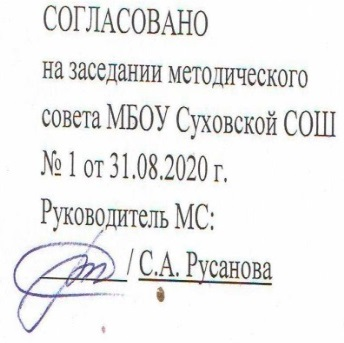 СОГЛАСОВАНО
на заседании методического
совета МБОУ Суховской СОШ
№ 1 от 31.08.2020 г.
Руководитель МС:
/ С.А. Русанова